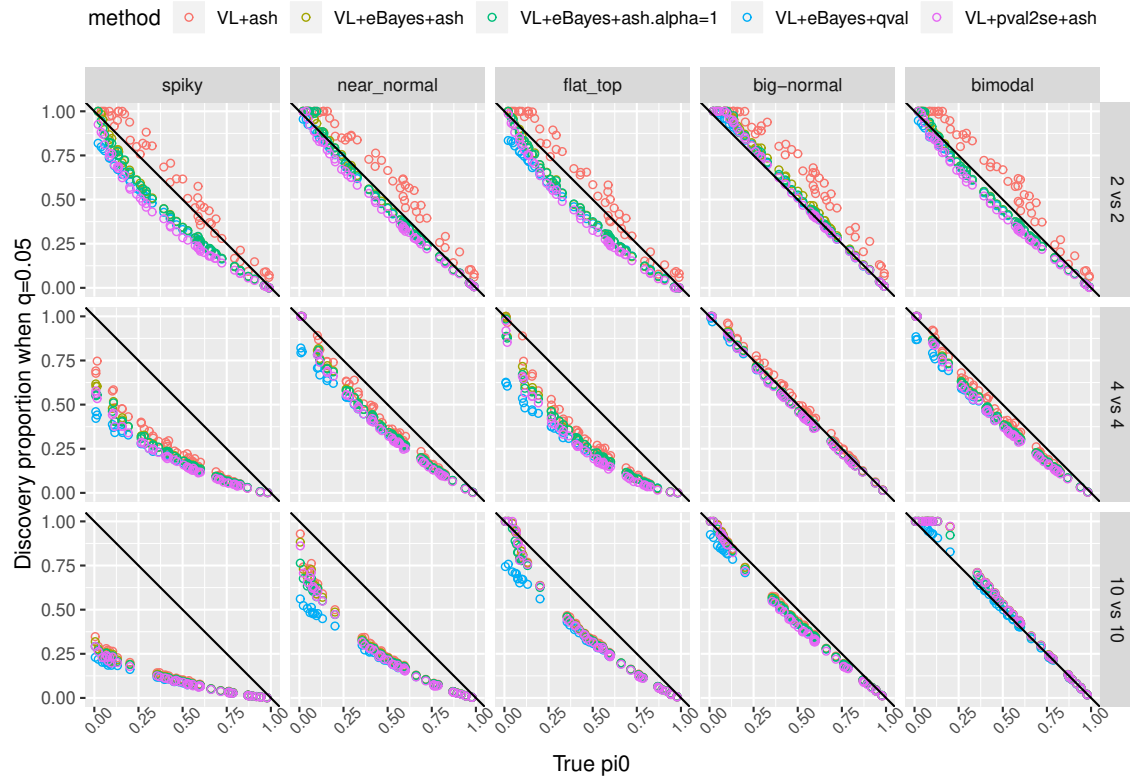 method VL+ash VL+eBayes+ash VL+eBayes+ash.alpha=1 VL+eBayes+qval VL+pval2se+ash
spiky near_normal flat_top big−normal bimodal
Discovery proportion when q=0.05
1.00
0.75
0.50
0.25
0.00
2 vs 2
1.00
0.75
0.50
0.25
0.00
4 vs 4
1.00
0.75
0.50
0.25
0.00
10 vs 10
0.00 0.25 0.50 0.75 1.00 0.00 0.25 0.50 0.75 1.00 0.00 0.25 0.50 0.75 1.00 0.00 0.25 0.50 0.75 1.00 0.00 0.25 0.50 0.75 1.00
True pi0